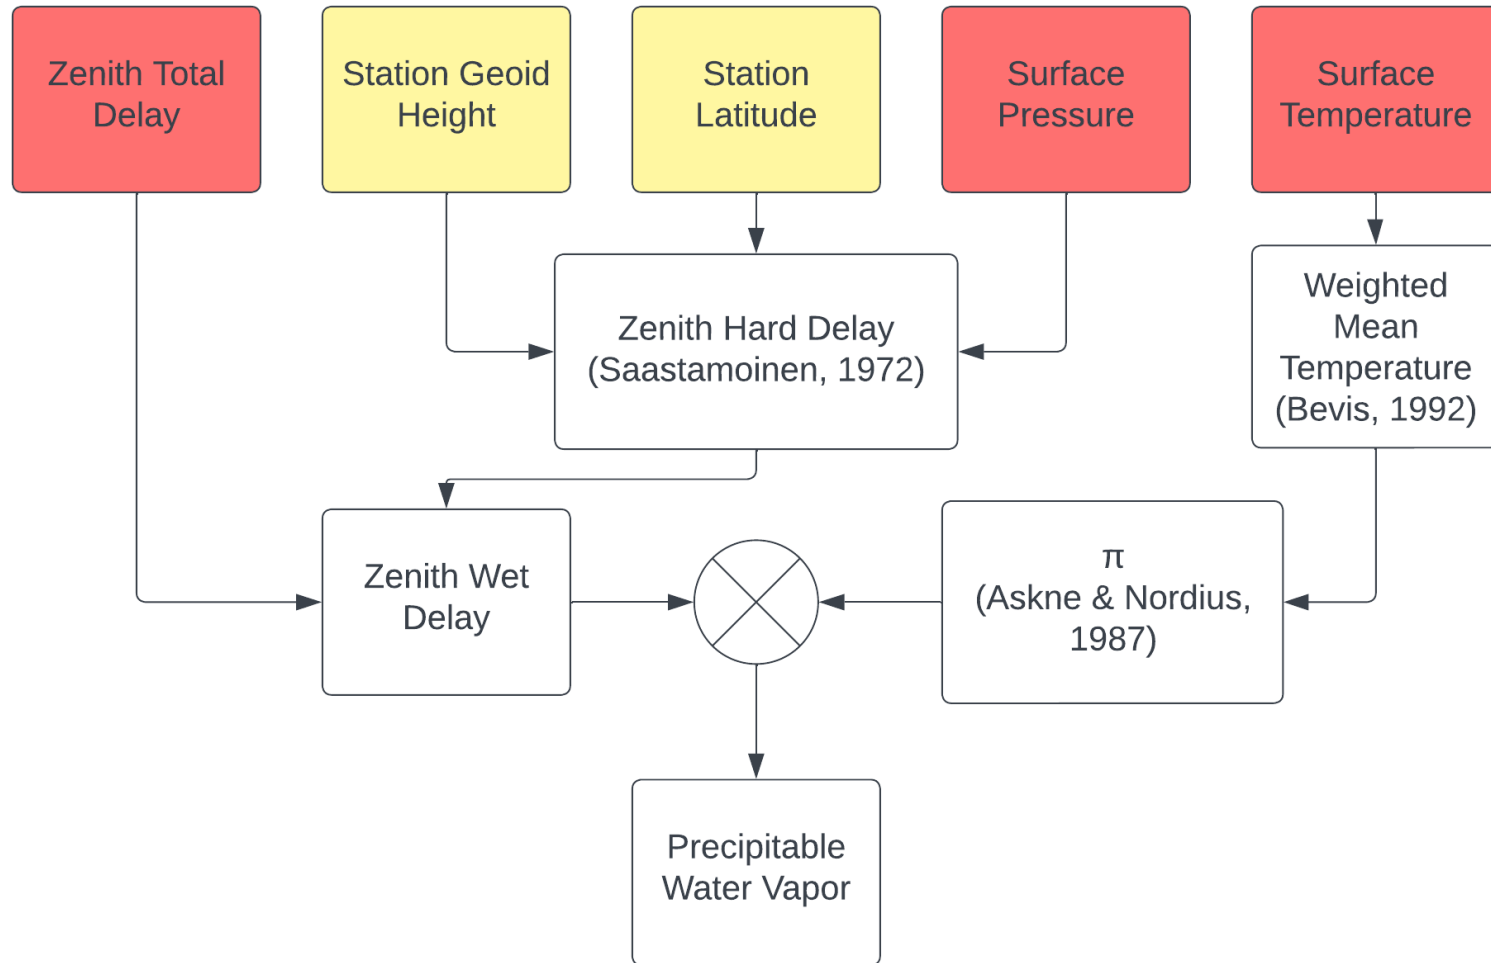 Zenith Total
Delay
Station Geoid
Height
Station
Latitude
Surface
Pressure
Surface
Temperature
Zenith Hard Delay
(Saastamoinen, 1972)
Weighted
Mean
Temperature
(Bevis, 1992)
Zenith Wet
Delay
π
(Askne & Nordius,
1987)
Precipitable
Water Vapor